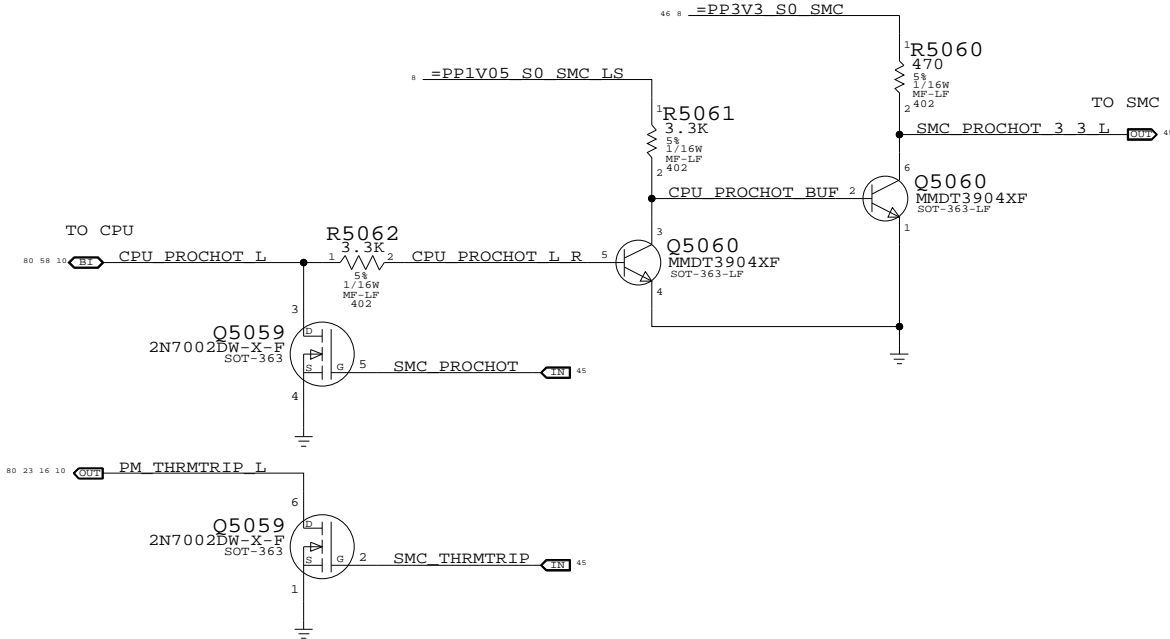 46 8 =PP3V3_S0_SMC
1 R5060
470
5%
1/16W
MF-LF
402
2
8 =PP1V05_S0_SMC_LS
1 R5061
3.3K
5%
1/16W
MF-LF
402
2
TO SMC
SMC_PROCHOT_3_3_L OUT
6
Q5060
MMDT3904XF
SOT-363-LF
CPU_PROCHOT_BUF 2
1
TO CPU
80 58 10 BI CPU_PROCHOT_L
R5062
3.3K
1 2
5%
1/16W
MF-LF
402
CPU_PROCHOT_L_R 5
3
Q5060
MMDT3904XF
SOT-363-LF
4
3
Q5059
2N7002DW-X-F
SOT-363
D
S G 5 SMC_PROCHOT IN 45
4
80 23 16 10 OUT PM_THRMTRIP_L
6
Q5059
2N7002DW-X-F
SOT-363
D
S G 2 SMC_THRMTRIP IN 45
1